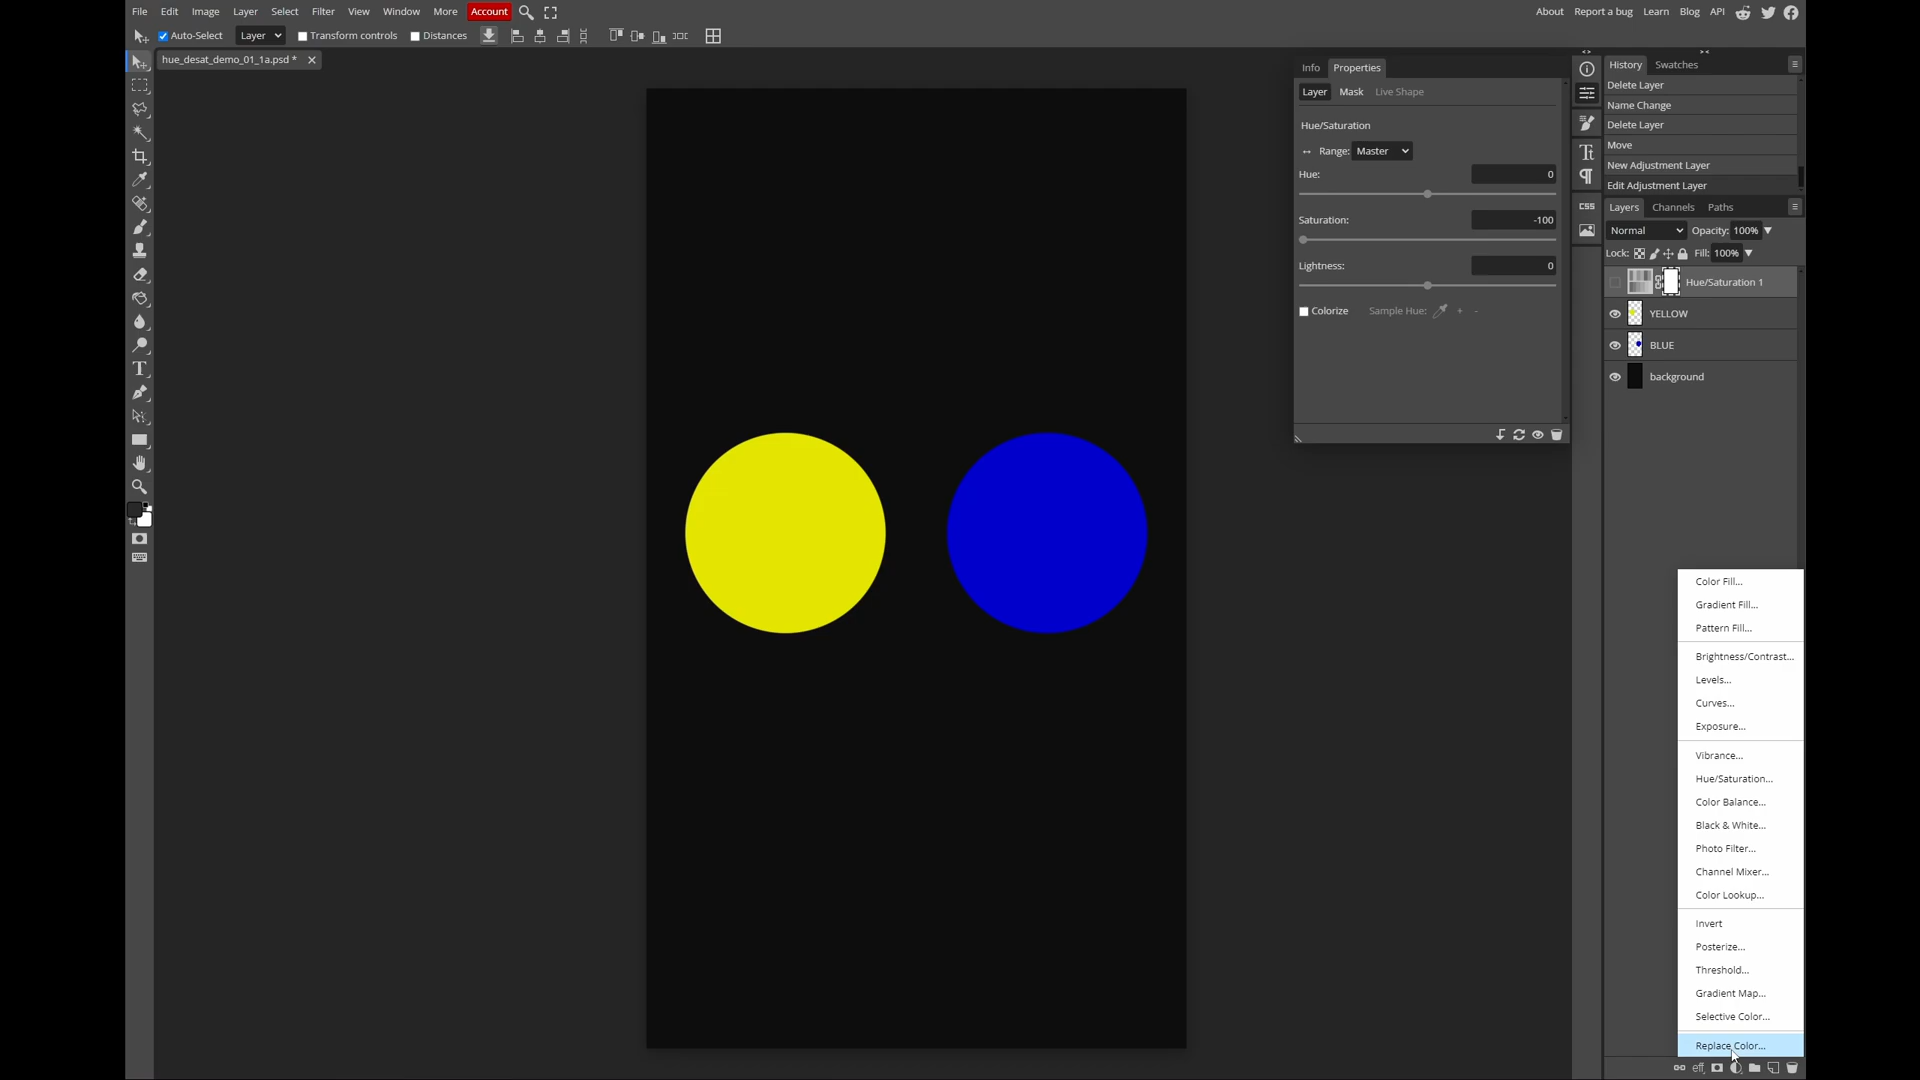 File Edit Image Layer Select Filter View Window More Account
About Report a bug Learn Blog API
Auto-Select Layer Transform controls Distances
hue_desat_demo_01_1a.psd *
Info Properties
Layer Mask Live Shape
Hue/Saturation
Range: Master
Hue: 0
Saturation: -100
Lightness: 0
Colorize Sample Hue: + -
CSS
History Swatches
Delete Layer
Name Change
Delete Layer
Move
New Adjustment Layer
Edit Adjustment Layer
Layers Channels Paths
Normal Opacity: 100%
Lock: Fill: 100%
Hue/Saturation 1
YELLOW
BLUE
background
Color Fill...
Gradient Fill...
Pattern Fill...
Brightness/Contrast...
Levels...
Curves...
Exposure...
Vibrance...
Hue/Saturation...
Color Balance...
Black & White...
Photo Filter...
Channel Mixer...
Color Lookup...
Invert
Posterize...
Threshold...
Gradient Map...
Selective Color...
Replace Color...
eff